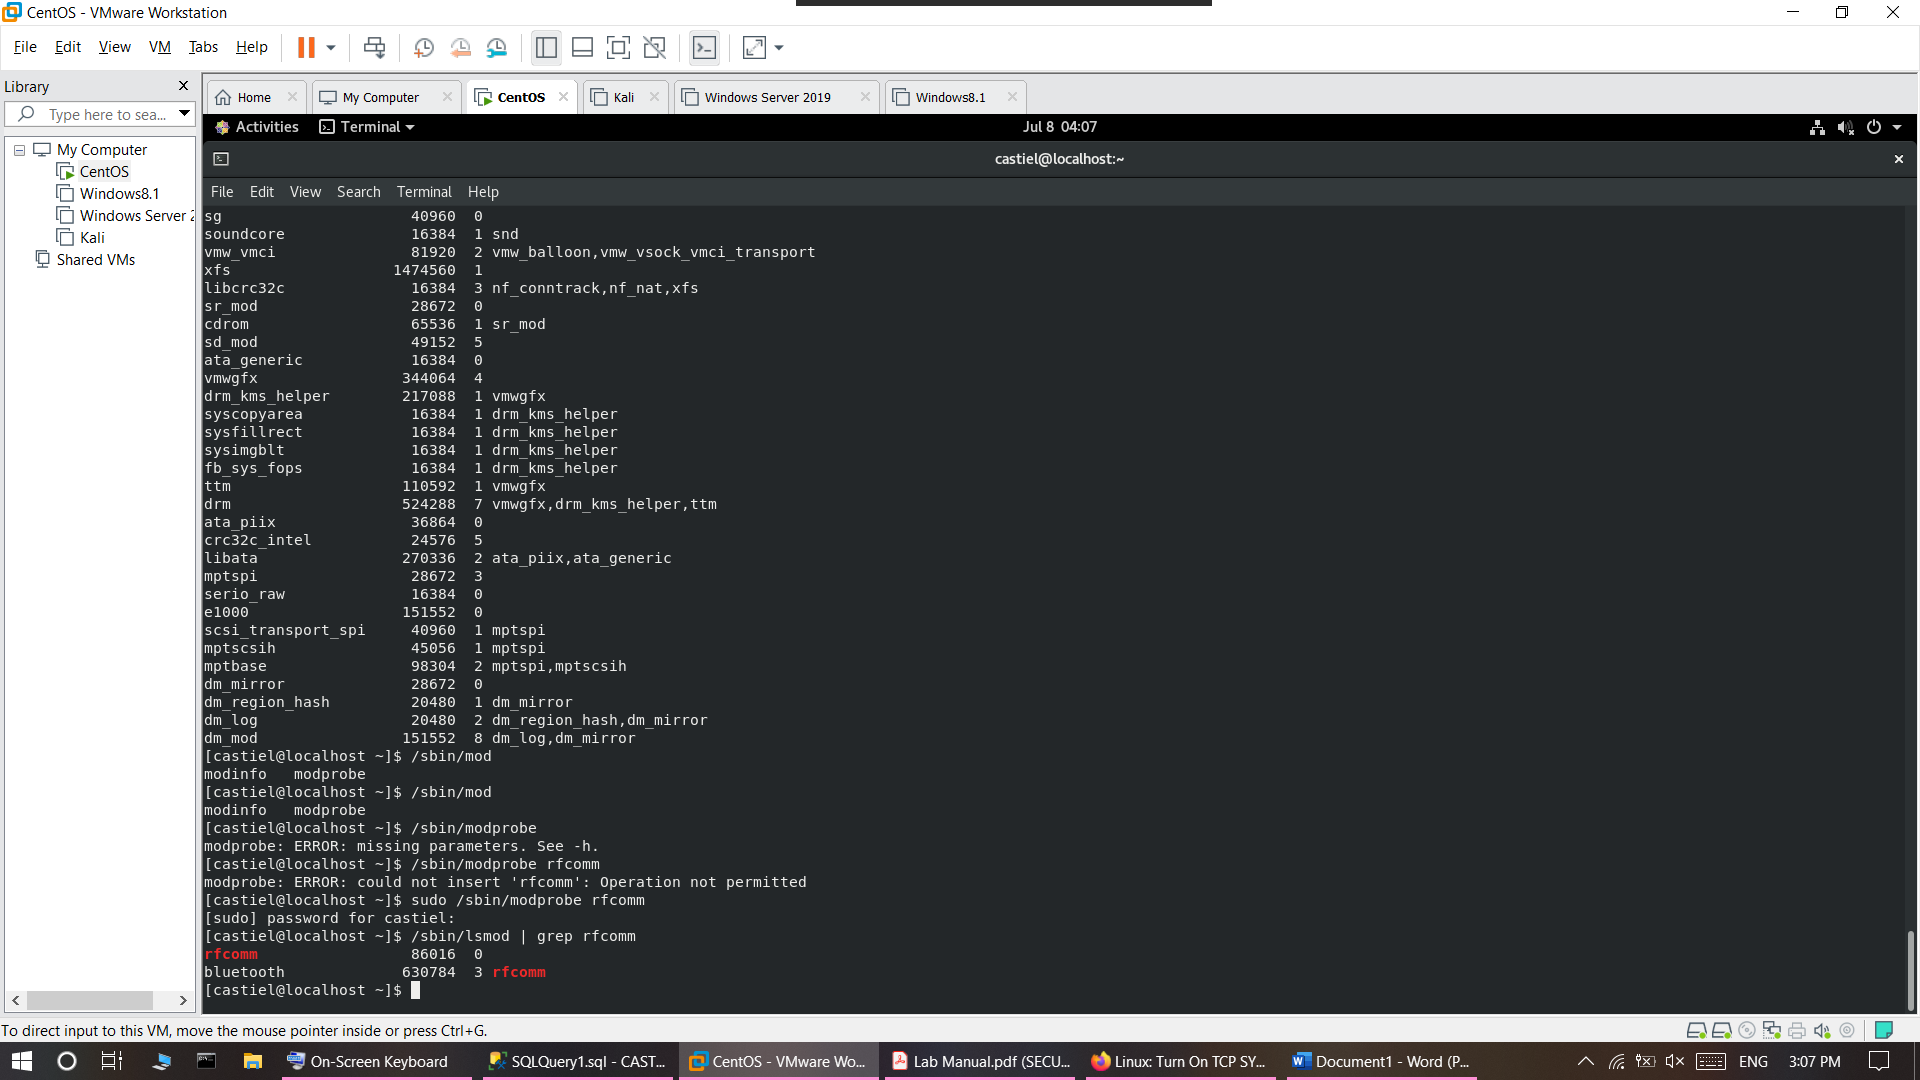 CentOS - VMware Workstation
File Edit View VM Tabs Help
Library
Type here to sea...
Home My Computer CentOS Kali Windows Server 2019 Windows8.1
My Computer
CentOS
Windows8.1
Windows Server 2
Kali
Shared VMs
Activities Terminal Jul 8 04:07
castiel@localhost:~
File Edit View Search Terminal Help
sg 40960 0
soundcore 16384 1 snd
vmw_vmci 81920 2 vmw_balloon,vmw_vsock_vmci_transport
xfs 1474560 1
libcrc32c 16384 3 nf_conntrack,nf_nat,xfs
sr_mod 28672 0
cdrom 65536 1 sr_mod
sd_mod 49152 5
ata_generic 16384 0
vmwgfx 344064 4
drm_kms_helper 217088 1 vmwgfx
syscopyarea 16384 1 drm_kms_helper
sysfillrect 16384 1 drm_kms_helper
sysimgblt 16384 1 drm_kms_helper
fb_sys_fops 16384 1 drm_kms_helper
ttm 110592 1 vmwgfx
drm 524288 7 vmwgfx,drm_kms_helper,ttm
ata_piix 36864 0
crc32c_intel 24576 5
libata 270336 2 ata_piix,ata_generic
mptspi 28672 3
serio_raw 16384 0
e1000 151552 0
scsi_transport_spi 40960 1 mptspi
mptscsih 45056 1 mptspi
mptbase 98304 2 mptspi,mptscsih
dm_mirror 28672 0
dm_region_hash 20480 1 dm_mirror
dm_log 20480 2 dm_region_hash,dm_mirror
dm_mod 151552 8 dm_log,dm_mirror
[castiel@localhost ~]$ /sbin/mod
modinfo modprobe
[castiel@localhost ~]$ /sbin/mod
modinfo modprobe
[castiel@localhost ~]$ /sbin/modprobe
modprobe: ERROR: missing parameters. See -h.
[castiel@localhost ~]$ /sbin/modprobe rfcomm
modprobe: ERROR: could not insert 'rfcomm': Operation not permitted
[castiel@localhost ~]$ sudo /sbin/modprobe rfcomm
[sudo] password for castiel:
[castiel@localhost ~]$ /sbin/lsmod | grep rfcomm
rfcomm 86016 0
bluetooth 630784 3 rfcomm
[castiel@localhost ~]$
To direct input to this VM, move the mouse pointer inside or press Ctrl+G.
On-Screen Keyboard SQLQuery1.sql - CAST... CentOS - VMware Wo... Lab Manual.pdf (SECU... Linux: Turn On TCP SY... Document1 - Word (P... ENG 3:07 PM